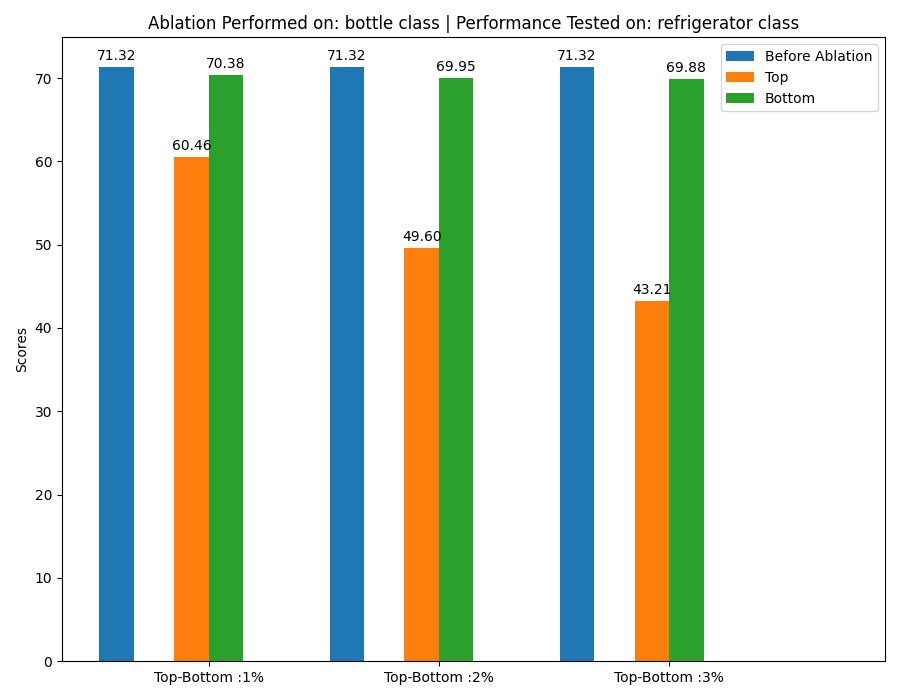 Ablation Performed on: bottle class | Performance Tested on: refrigerator class
71.32
60.46
70.38
71.32
49.60
69.95
71.32
43.21
69.88
Before Ablation
Top
Bottom
Scores
70
60
50
40
30
20
10
0
Top-Bottom :1%
Top-Bottom :2%
Top-Bottom :3%